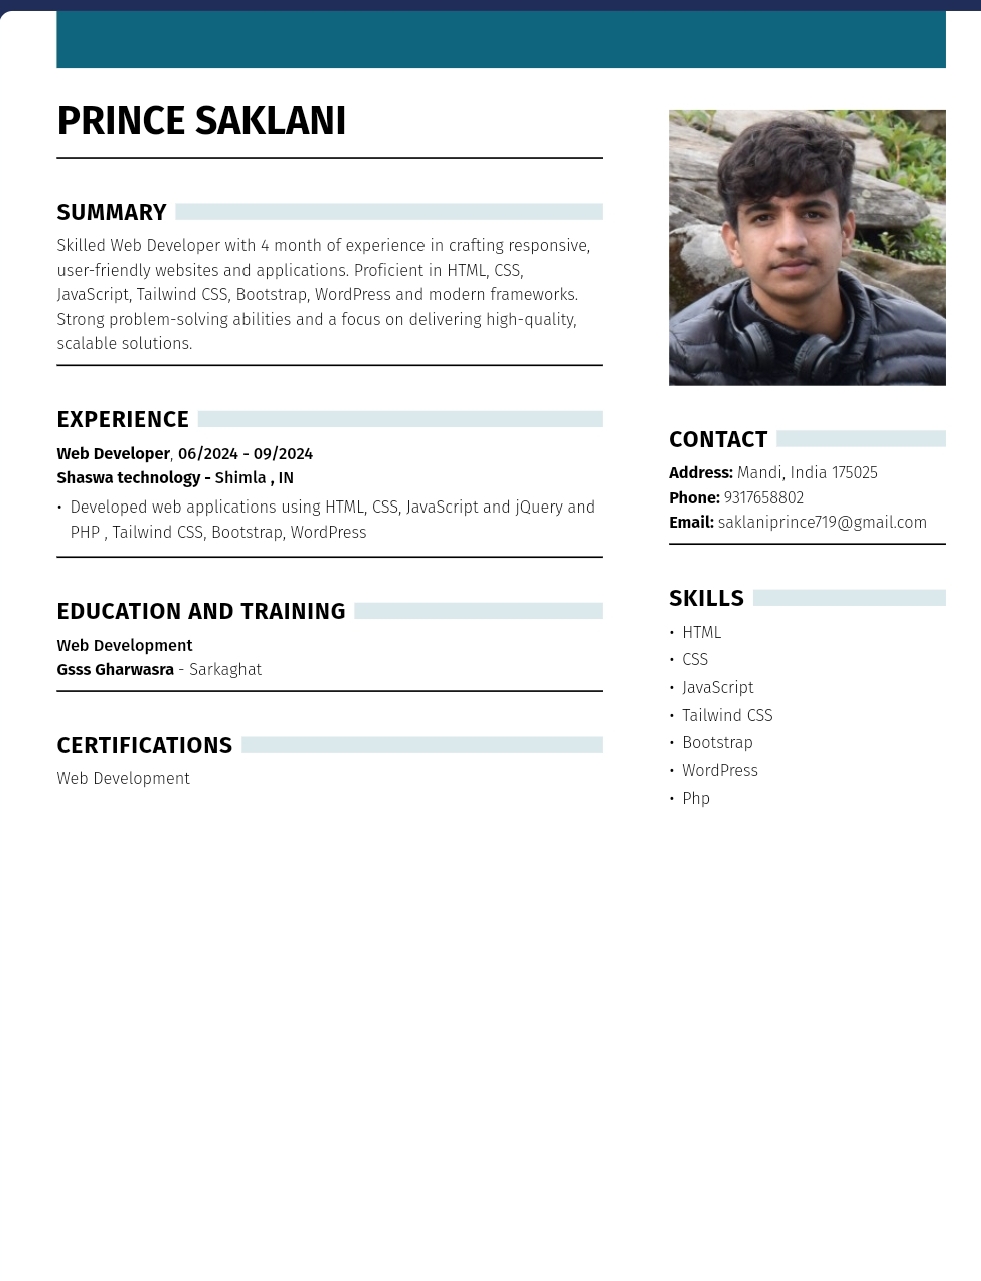 PRINCE SAKLANI
SUMMARY
Skilled Web Developer with 4 month of experience in crafting responsive,
user-friendly websites and applications. Proficient in HTML, CSS,
JavaScript, Tailwind CSS, Bootstrap, WordPress and modern frameworks.
Strong problem-solving abilities and a focus on delivering high-quality,
scalable solutions.
EXPERIENCE
Web Developer, 06/2024 - 09/2024
Shaswa technology - Shimla , IN
• Developed web applications using HTML, CSS, JavaScript and jQuery and
PHP , Tailwind CSS, Bootstrap, WordPress
EDUCATION AND TRAINING
Web Development
Gsss Gharwasra - Sarkaghat
CERTIFICATIONS
Web Development
CONTACT
Address: Mandi, India 175025
Phone: 9317658802
Email: saklaniprince719@gmail.com
SKILLS
• HTML
• CSS
• JavaScript
• Tailwind CSS
• Bootstrap
• WordPress
• Php